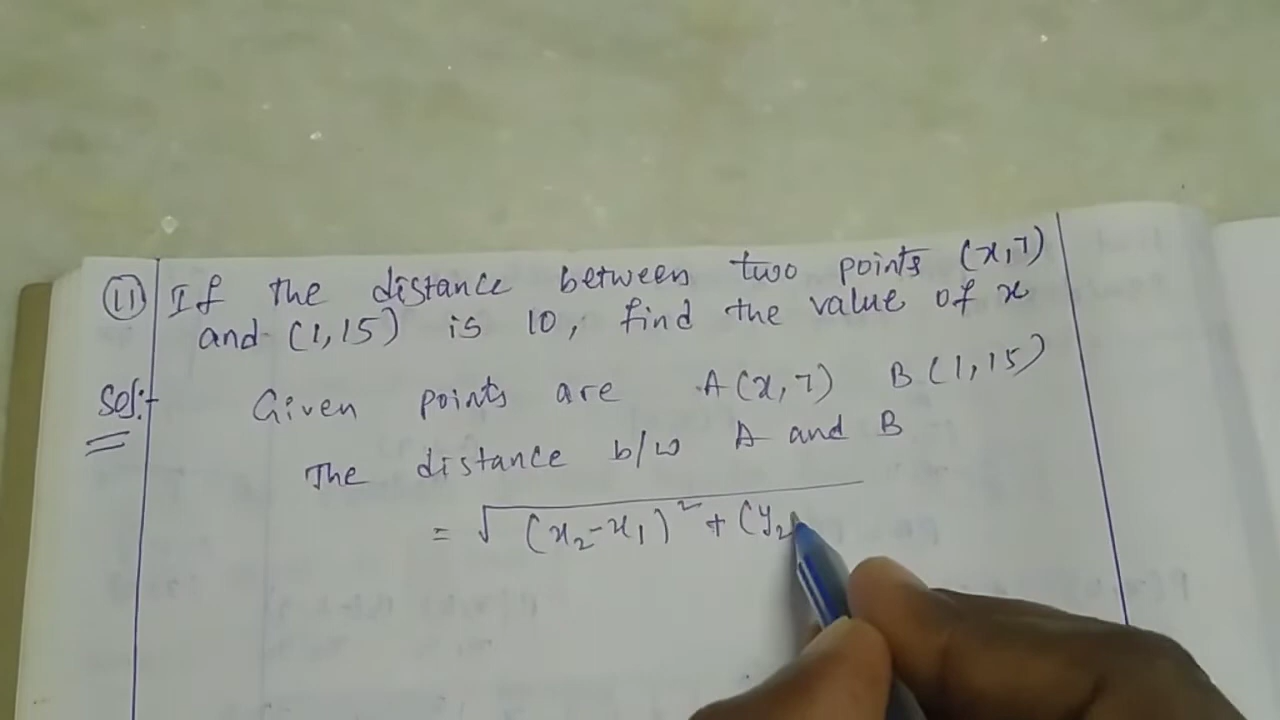 11 If the distance between two points (x,7)
and (1,15) is 10, find the value of x
Sol:- Given points are A(x,7) B(1,15)
The distance b/w A and B
= √(x₂-x₁)² + (y₂